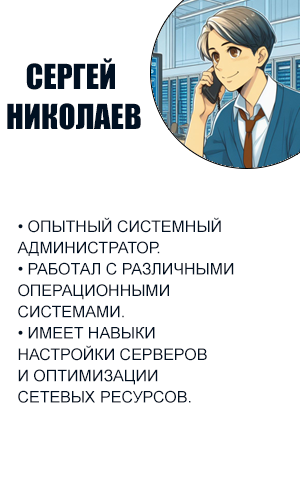 СЕРГЕЙ
НИКОЛАЕВ
• ОПЫТНЫЙ СИСТЕМНЫЙ
АДМИНИСТРАТОР.
• РАБОТАЛ С РАЗЛИЧНЫМИ
ОПЕРАЦИОННЫМИ
СИСТЕМАМИ.
• ИМЕЕТ НАВЫКИ
НАСТРОЙКИ СЕРВЕРОВ
И ОПТИМИЗАЦИИ
СЕТЕВЫХ РЕСУРСОВ.